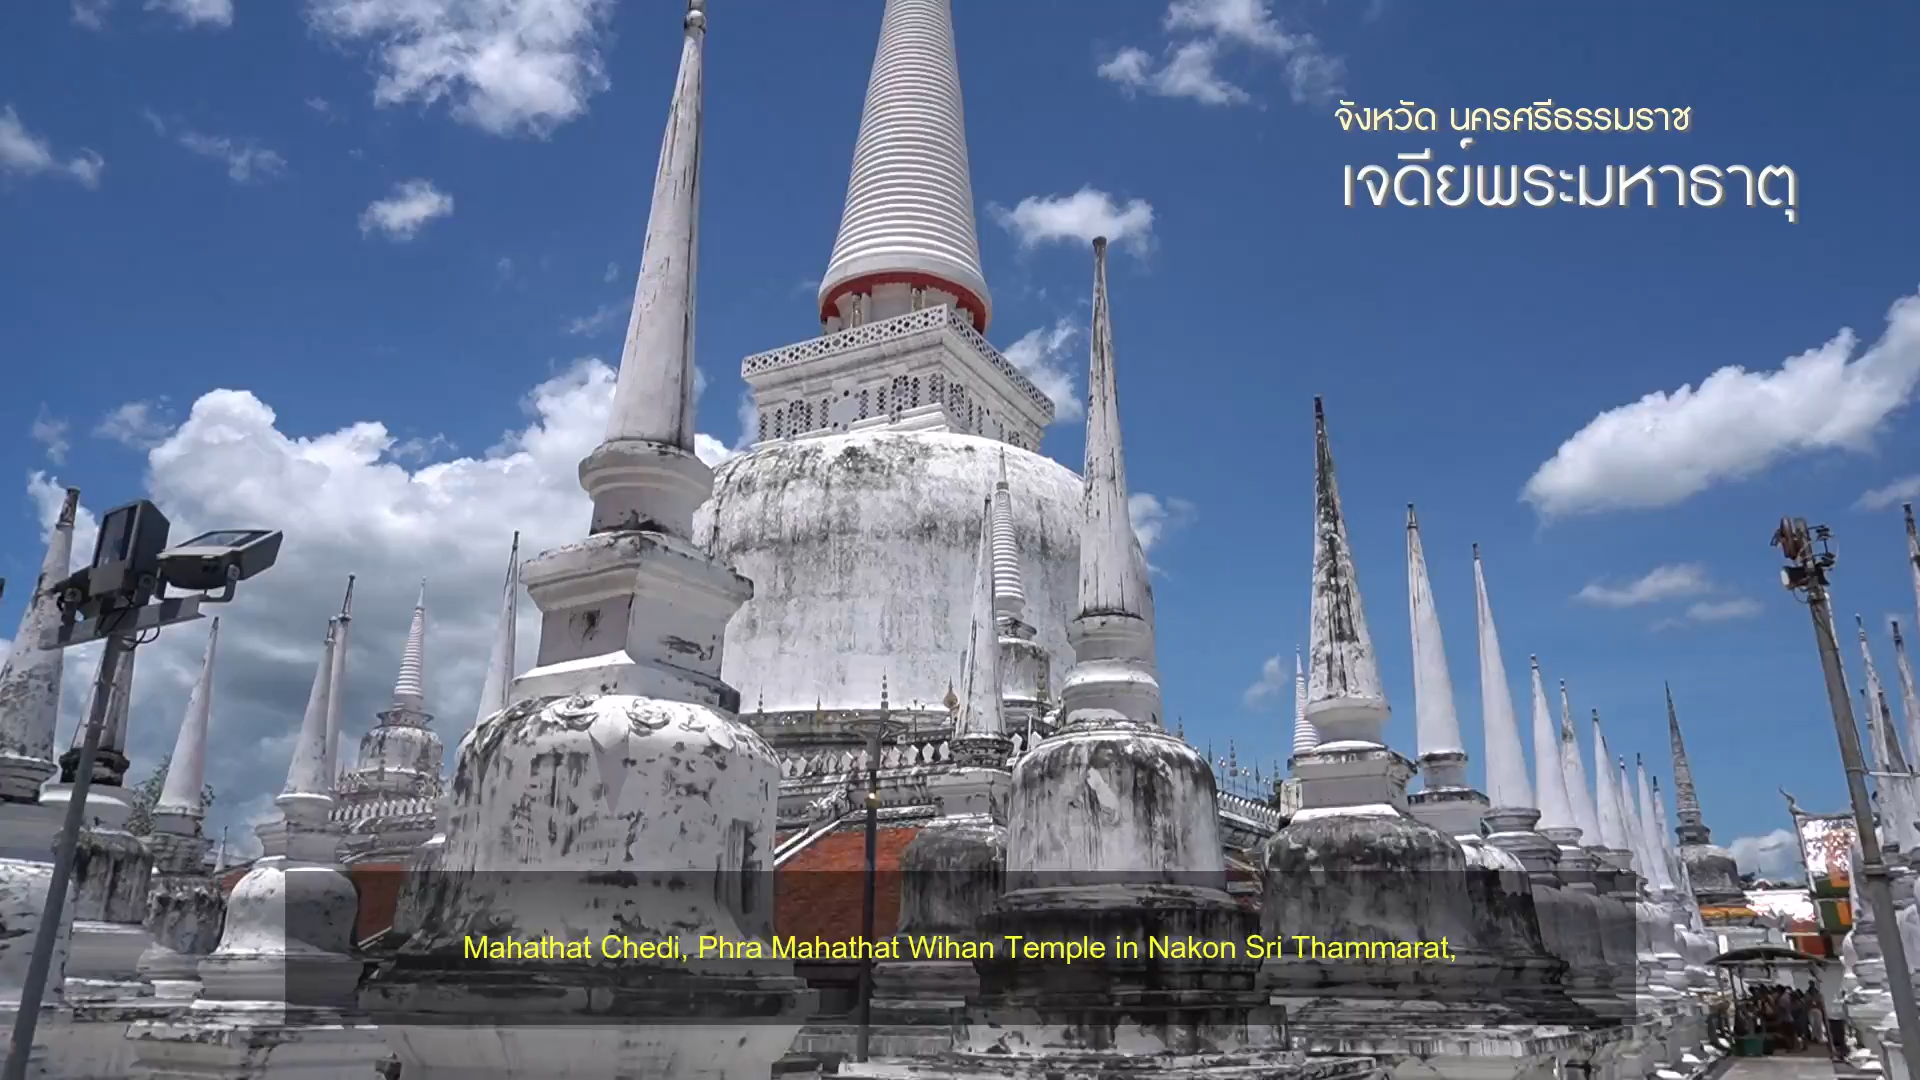 จังหวัด นครศรีธรรมราช
เจดีย์พระมหาธาตุ
Mahathat Chedi, Phra Mahathat Wihan Temple in Nakon Sri Thammarat,